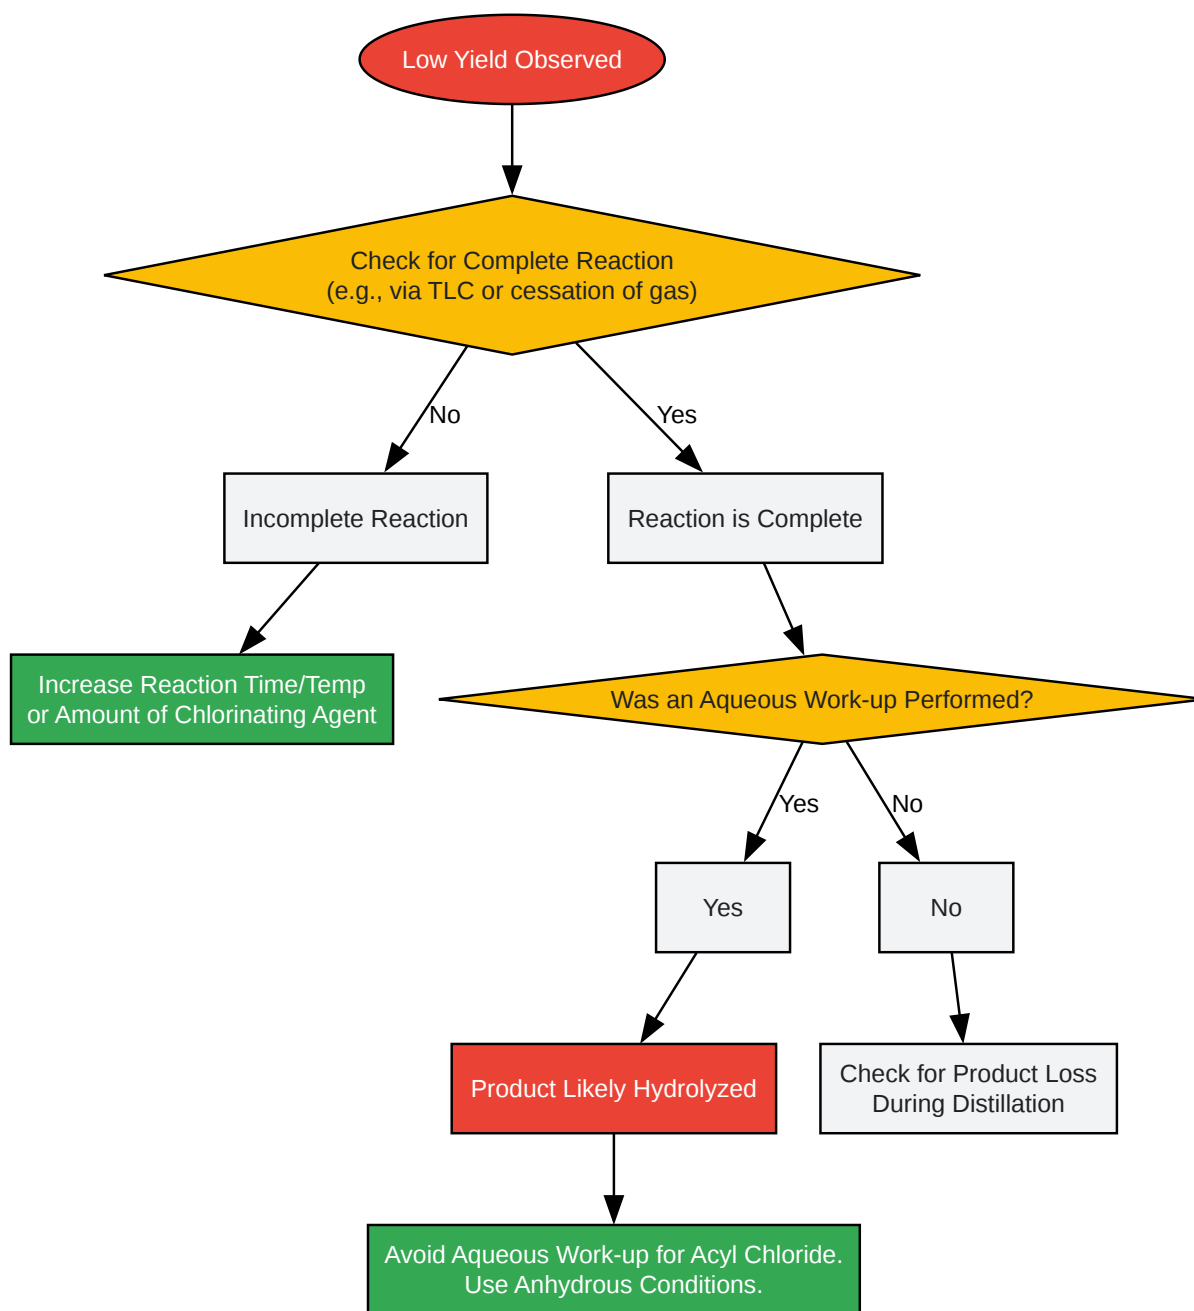 Low Yield Observed
Check for Complete Reaction
(e.g., via TLC or cessation of gas)
No
Yes
Incomplete Reaction
Reaction is Complete
Increase Reaction Time/Temp
or Amount of Chlorinating Agent
Was an Aqueous Work-up Performed?
Yes
No
Yes
No
Product Likely Hydrolyzed
Check for Product Loss
During Distillation
Avoid Aqueous Work-up for Acyl Chloride.
Use Anhydrous Conditions.